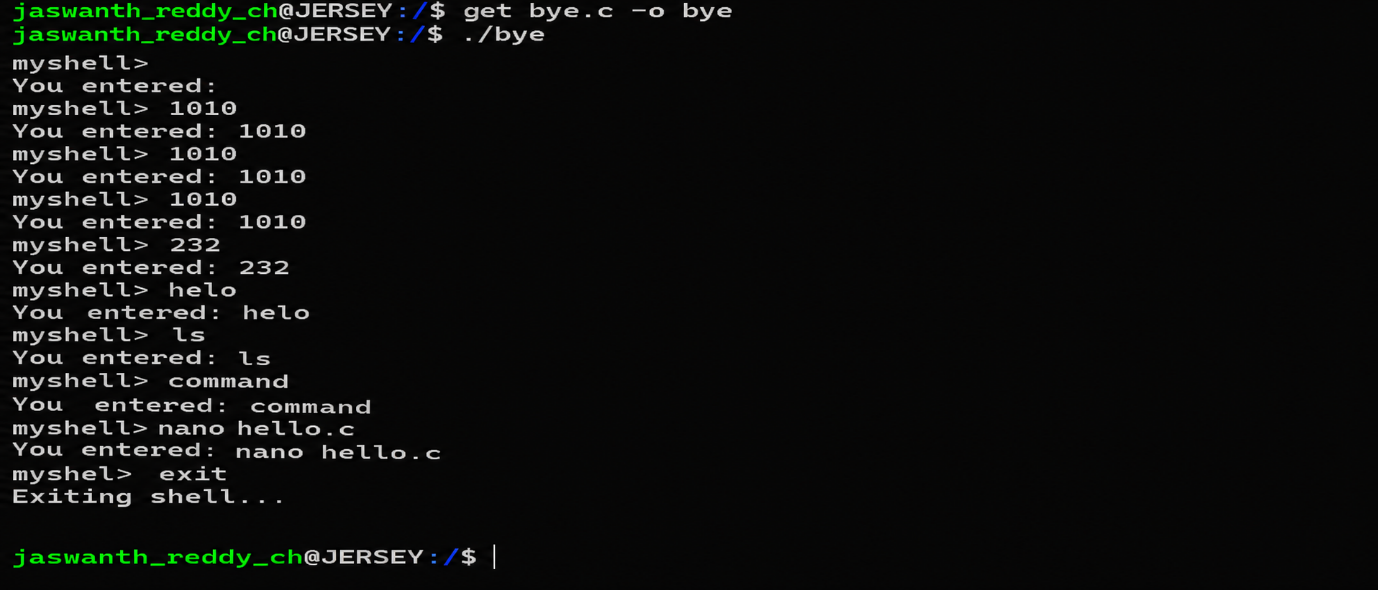 jaswanth_reddy_ch@JERSEY:/$ get bye.c -o bye
jaswanth_reddy_ch@JERSEY:/$ ./bye
myshell>
You entered:
myshell> 1010
You entered: 1010
myshell> 1010
You entered: 1010
myshell> 1010
You entered: 1010
myshell> 232
You entered: 232
myshell> helo
You entered: helo
myshell> ls
You entered: ls
myshell> command
You entered: command
myshell> nano hello.c
You entered: nano hello.c
myshel> exit
Exiting shell...
jaswanth_reddy_ch@JERSEY:/$